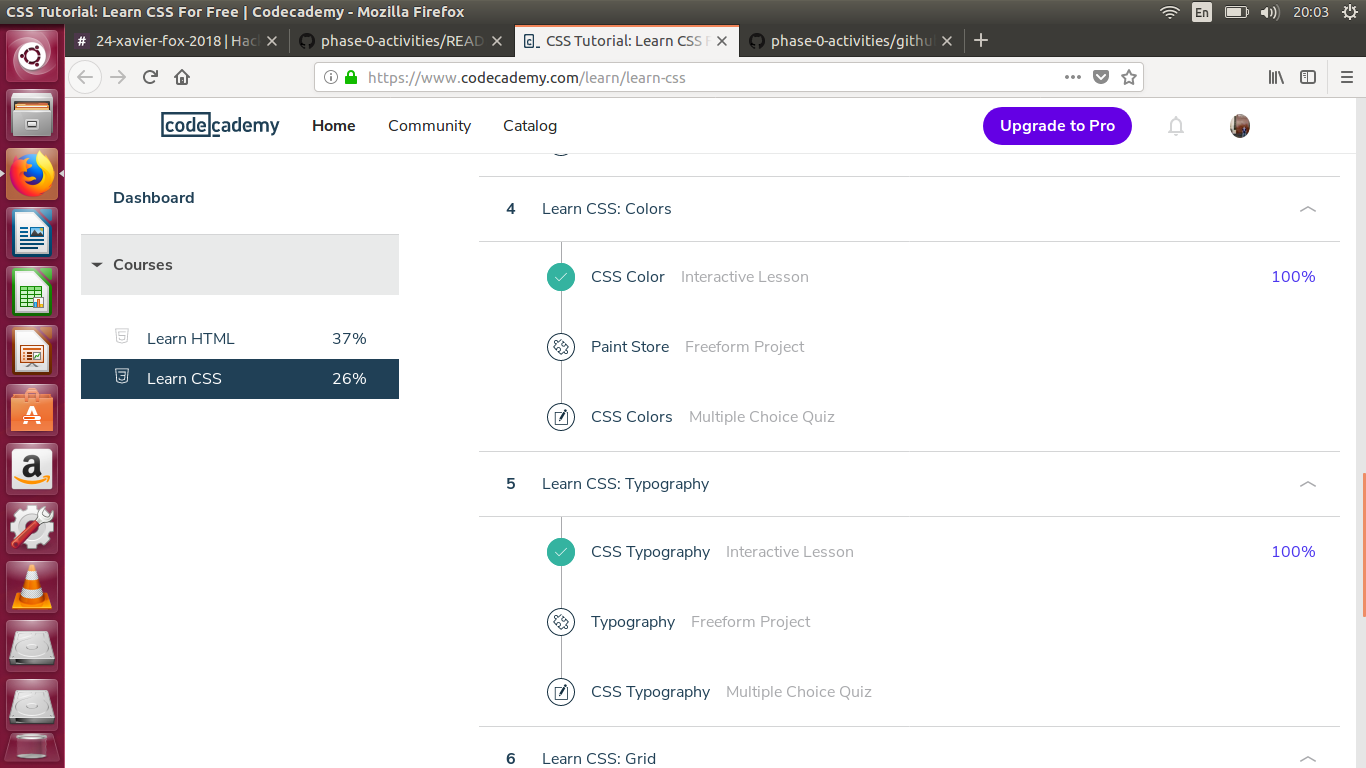 CSS Tutorial: Learn CSS For Free | Codecademy - Mozilla Firefox
En
20:03
# 24-xavier-fox-2018 | Hac
phase-0-activities/READ
CSS Tutorial: Learn CSS F
phase-0-activities/githu
https://www.codecademy.com/learn/learn-css
codecademy
Home
Community
Catalog
Upgrade to Pro
Dashboard
Courses
Learn HTML 37%
Learn CSS 26%
4 Learn CSS: Colors
CSS Color Interactive Lesson 100%
Paint Store Freeform Project
CSS Colors Multiple Choice Quiz
5 Learn CSS: Typography
CSS Typography Interactive Lesson 100%
Typography Freeform Project
CSS Typography Multiple Choice Quiz
6 Learn CSS: Grid